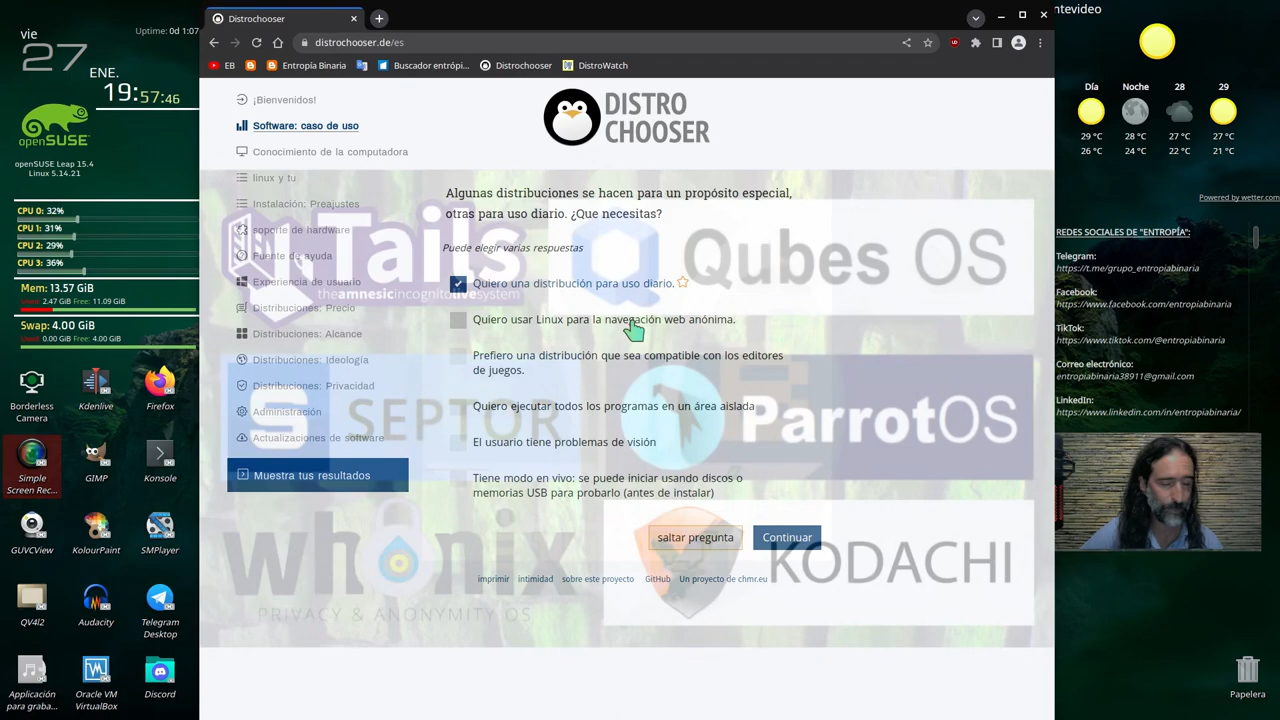 vie
27
ENE.
19:57:46
Uptime: 0d 1:07
openSUSE
openSUSE Leap 15.4
Linux 5.14.21
CPU 0: 32%
CPU 1: 31%
CPU 2: 29%
CPU 3: 36%
Mem: 13.57 GiB
2.47 GiB Free: 11.09 GiB
Swap: 4.00 GiB
0.00 GiB Free: 4.00 GiB
Borderless
Camera
Kdenlive
Firefox
Simple
Screen Rec...
GIMP
Konsole
GUVCView
KolourPaint
SMPlayer
QV4l2
Audacity
Telegram
Desktop
Aplicación
para graba...
Oracle VM
VirtualBox
Discord
Distrochooser
distrochooser.de/es
EB
Entropía Binaria
Buscador entrópi...
Distrochooser
DistroWatch
¡Bienvenidos!
Software: caso de uso
Conocimiento de la computadora
linux y tu
Instalación: Preajustes
soporte de hardware
Fuente de ayuda
Experiencia de usuario
Distribuciones: Precio
Distribuciones: Alcance
Distribuciones: Ideología
Distribuciones: Privacidad
Administración
Actualizaciones de software
Muestra tus resultados
DISTRO
CHOOSER
Algunas distribuciones se hacen para un propósito especial,
otras para uso diario. ¿Que necesitas?
Puede elegir varias respuestas
Quiero una distribución para uso diario.
Quiero usar Linux para la navegación web anónima.
Prefiero una distribución que sea compatible con los editores
de juegos.
Quiero ejecutar todos los programas en un área aislada
El usuario tiene problemas de visión
Tiene modo en vivo: se puede iniciar usando discos o
memorias USB para probarlo (antes de instalar)
saltar pregunta
Continuar
imprimir intimidad sobre este proyecto GitHub Un proyecto de chmr.eu
Tails
theamnesicincognitolivesystem
Qubes OS
SEPTOR
ParrotOS
whonix
PRIVACY & ANONYMITY OS
KODACHI
ntevideo
Día Noche 28 29
29 °C 28 °C 27 °C 27 °C
26 °C 24 °C 22 °C 21 °C
Powered by wetter.com
REDES SOCIALES DE "ENTROPÍA":
Telegram:
https://t.me/grupo_entropiabinaria
Facebook:
https://www.facebook.com/entropiabinaria
TikTok:
https://www.tiktok.com/@entropiabinaria
Correo electrónico:
entropiabinaria38911@gmail.com
LinkedIn:
https://www.linkedin.com/in/entropiabinaria/
Papelera